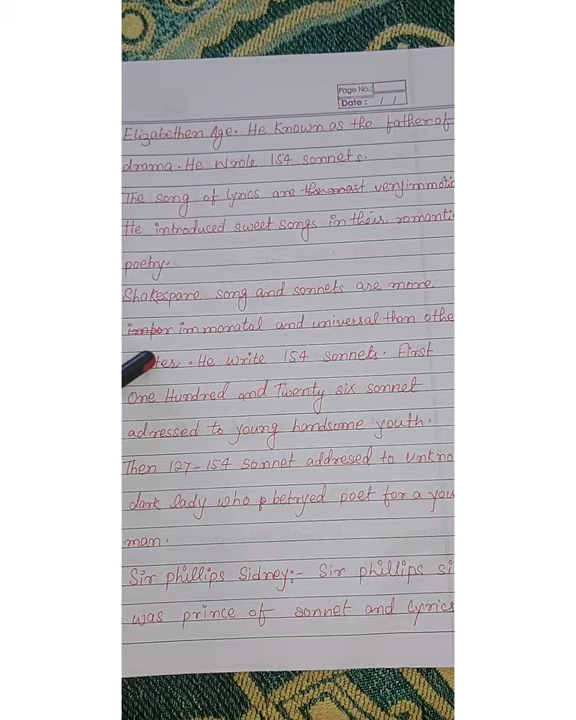 Page No.:
Date : / /
Elizabethen Age. He Known as the father of
drama. He Wrote 154 sonnets.
The song of lyrics are the most very immotic
He introduced sweet songs in their romanti
poetry.
Shakespare song and sonnets are more
impor immoratal and universal than othe
tes. He write 154 sonnets. First
One Hundred and Twenty six sonnet
adressed to young handsome youth.
Then 127-154 sonnet addresed to unkno
dark lady who betryed poet for a you
man.
Sir phillips Sidney:- Sir phillips si
was prince of sonnet and lyrics